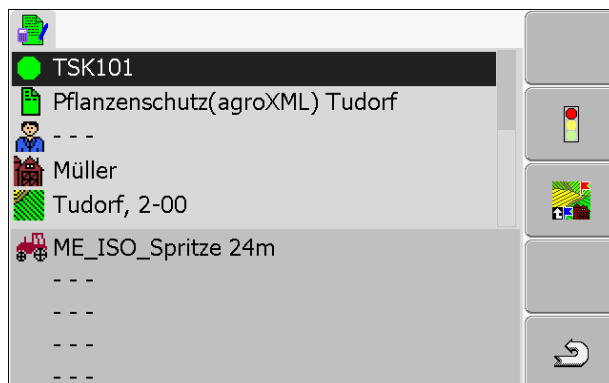 TSK101
Pflanzenschutz(agroXML) Tudorf
- - -
Müller
Tudorf, 2-00
ME_ISO_Spritze 24m
- - -
- - -
- - -
- - -